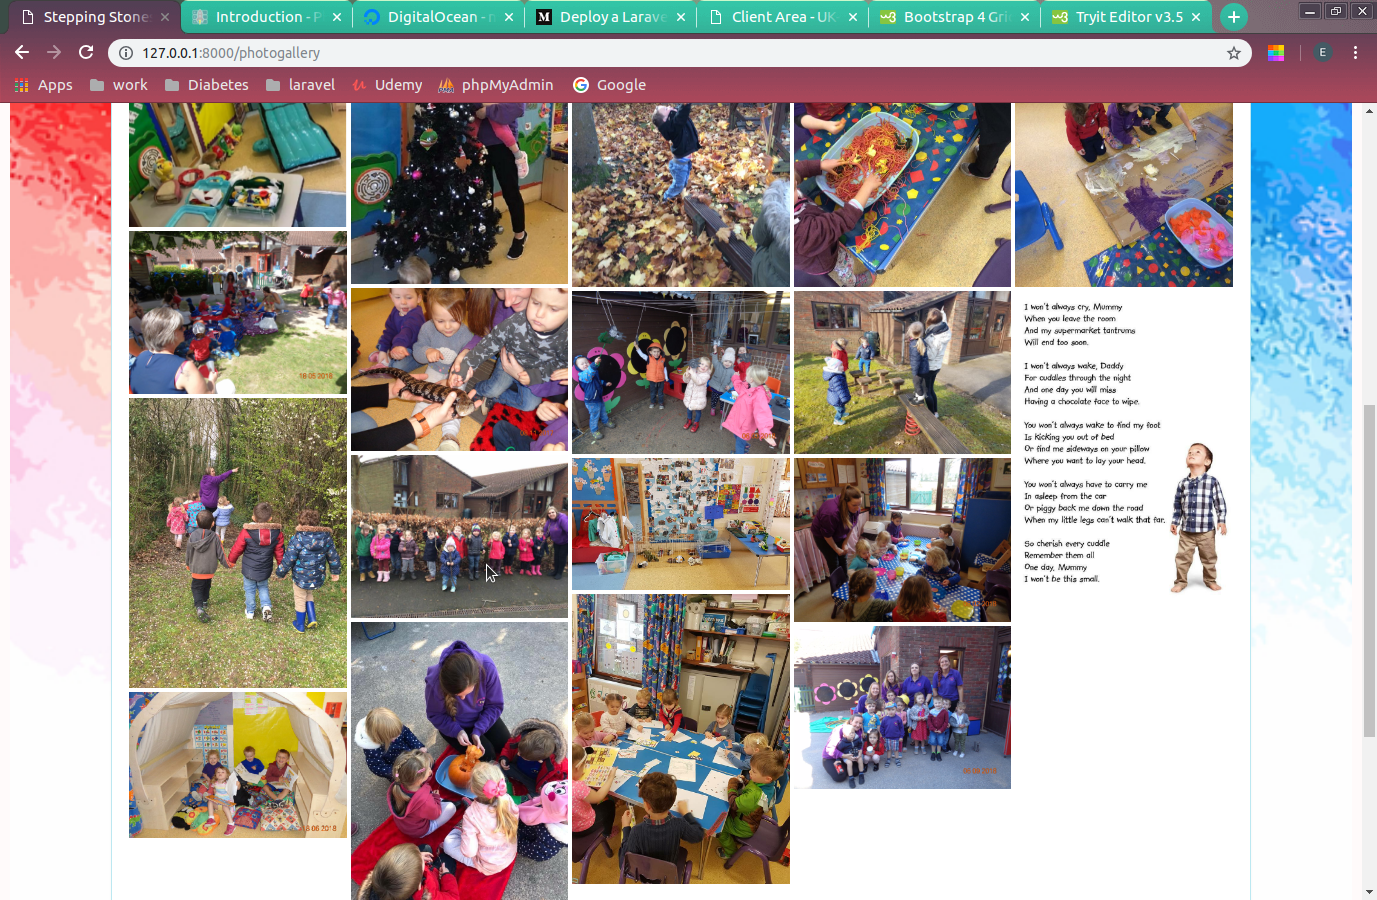 Stepping Stone
Introduction - P
DigitalOcean - n
Deploy a Larave
Client Area - UK
Bootstrap 4 Gri
Tryit Editor v3.5
127.0.0.1:8000/photogallery
E
Apps
work
Diabetes
laravel
Udemy
phpMyAdmin
Google
I won't always cry, Mummy
When you leave the room
And my supermarket tantrums
Will end too soon.
I won't always wake, Daddy
For cuddles through the night
And one day you will miss
Having a chocolate face to wipe.
You won't always wake to find my foot
Is kicking you out of bed
Or find me sideways on your pillow
Where you want to lay your head.
You won't always have to carry me
In asleep from the car
Or piggy back me down the road
When my little legs can't walk that far.
So cherish every cuddle
Remember them all
One day, Mummy
I won't be this small.
18.05.2018
18 06 2018